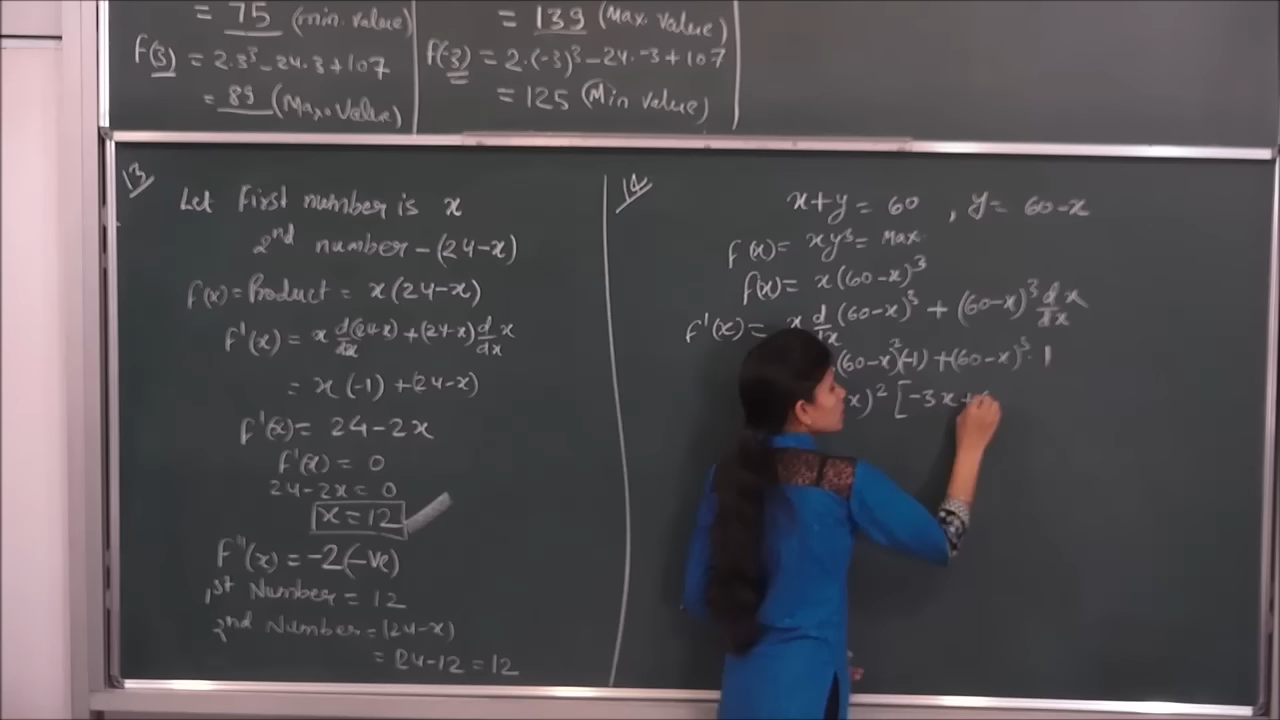 = 75 (min. value)
f(3) = 2.3³-24.3+107
= 89 (Max. Value)
= 139 (Max. Value)
f(-3) = 2.(-3)³-24.-3+107
= 125 (Min value)
13
Let First number is x
2nd number - (24-x)
f(x) = Product = x(24-x)
f'(x) = x d/dx (24-x) + (24-x) d/dx x
= x(-1) + (24-x)
f'(x) = 24-2x
f'(x) = 0
24-2x = 0
x = 12
f''(x) = -2 (-ve)
1st Number = 12
2nd Number = (24-x)
= 24-12 = 12
14
x+y = 60 , y = 60-x
f(x) = xy³ = Max.
f(x) = x(60-x)³
f'(x) = x d/dx (60-x)³ + (60-x)³ d/dx x
(60-x)²(-1) + (60-x)³.1
x)² [-3x+